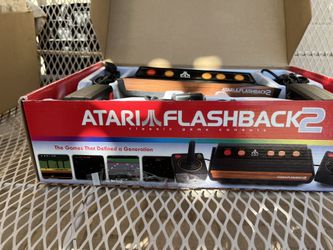 ATARI FLASHBACK2
classic game console
The Games That Defined a Generation